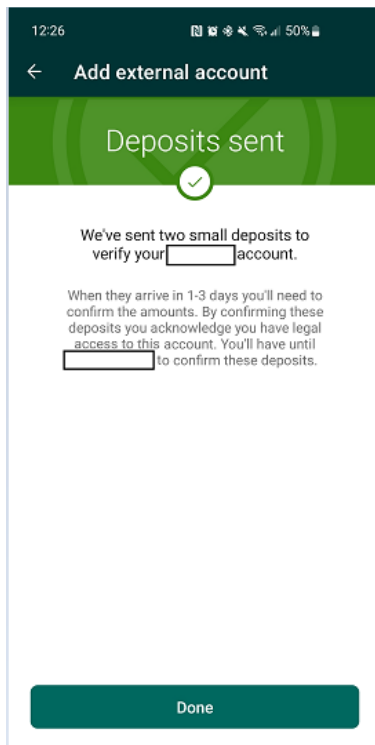 12:26 50%
Add external account
Deposits sent
We've sent two small deposits to
verify your account.
When they arrive in 1-3 days you'll need to
confirm the amounts. By confirming these
deposits you acknowledge you have legal
access to this account. You'll have until
to confirm these deposits.
Done